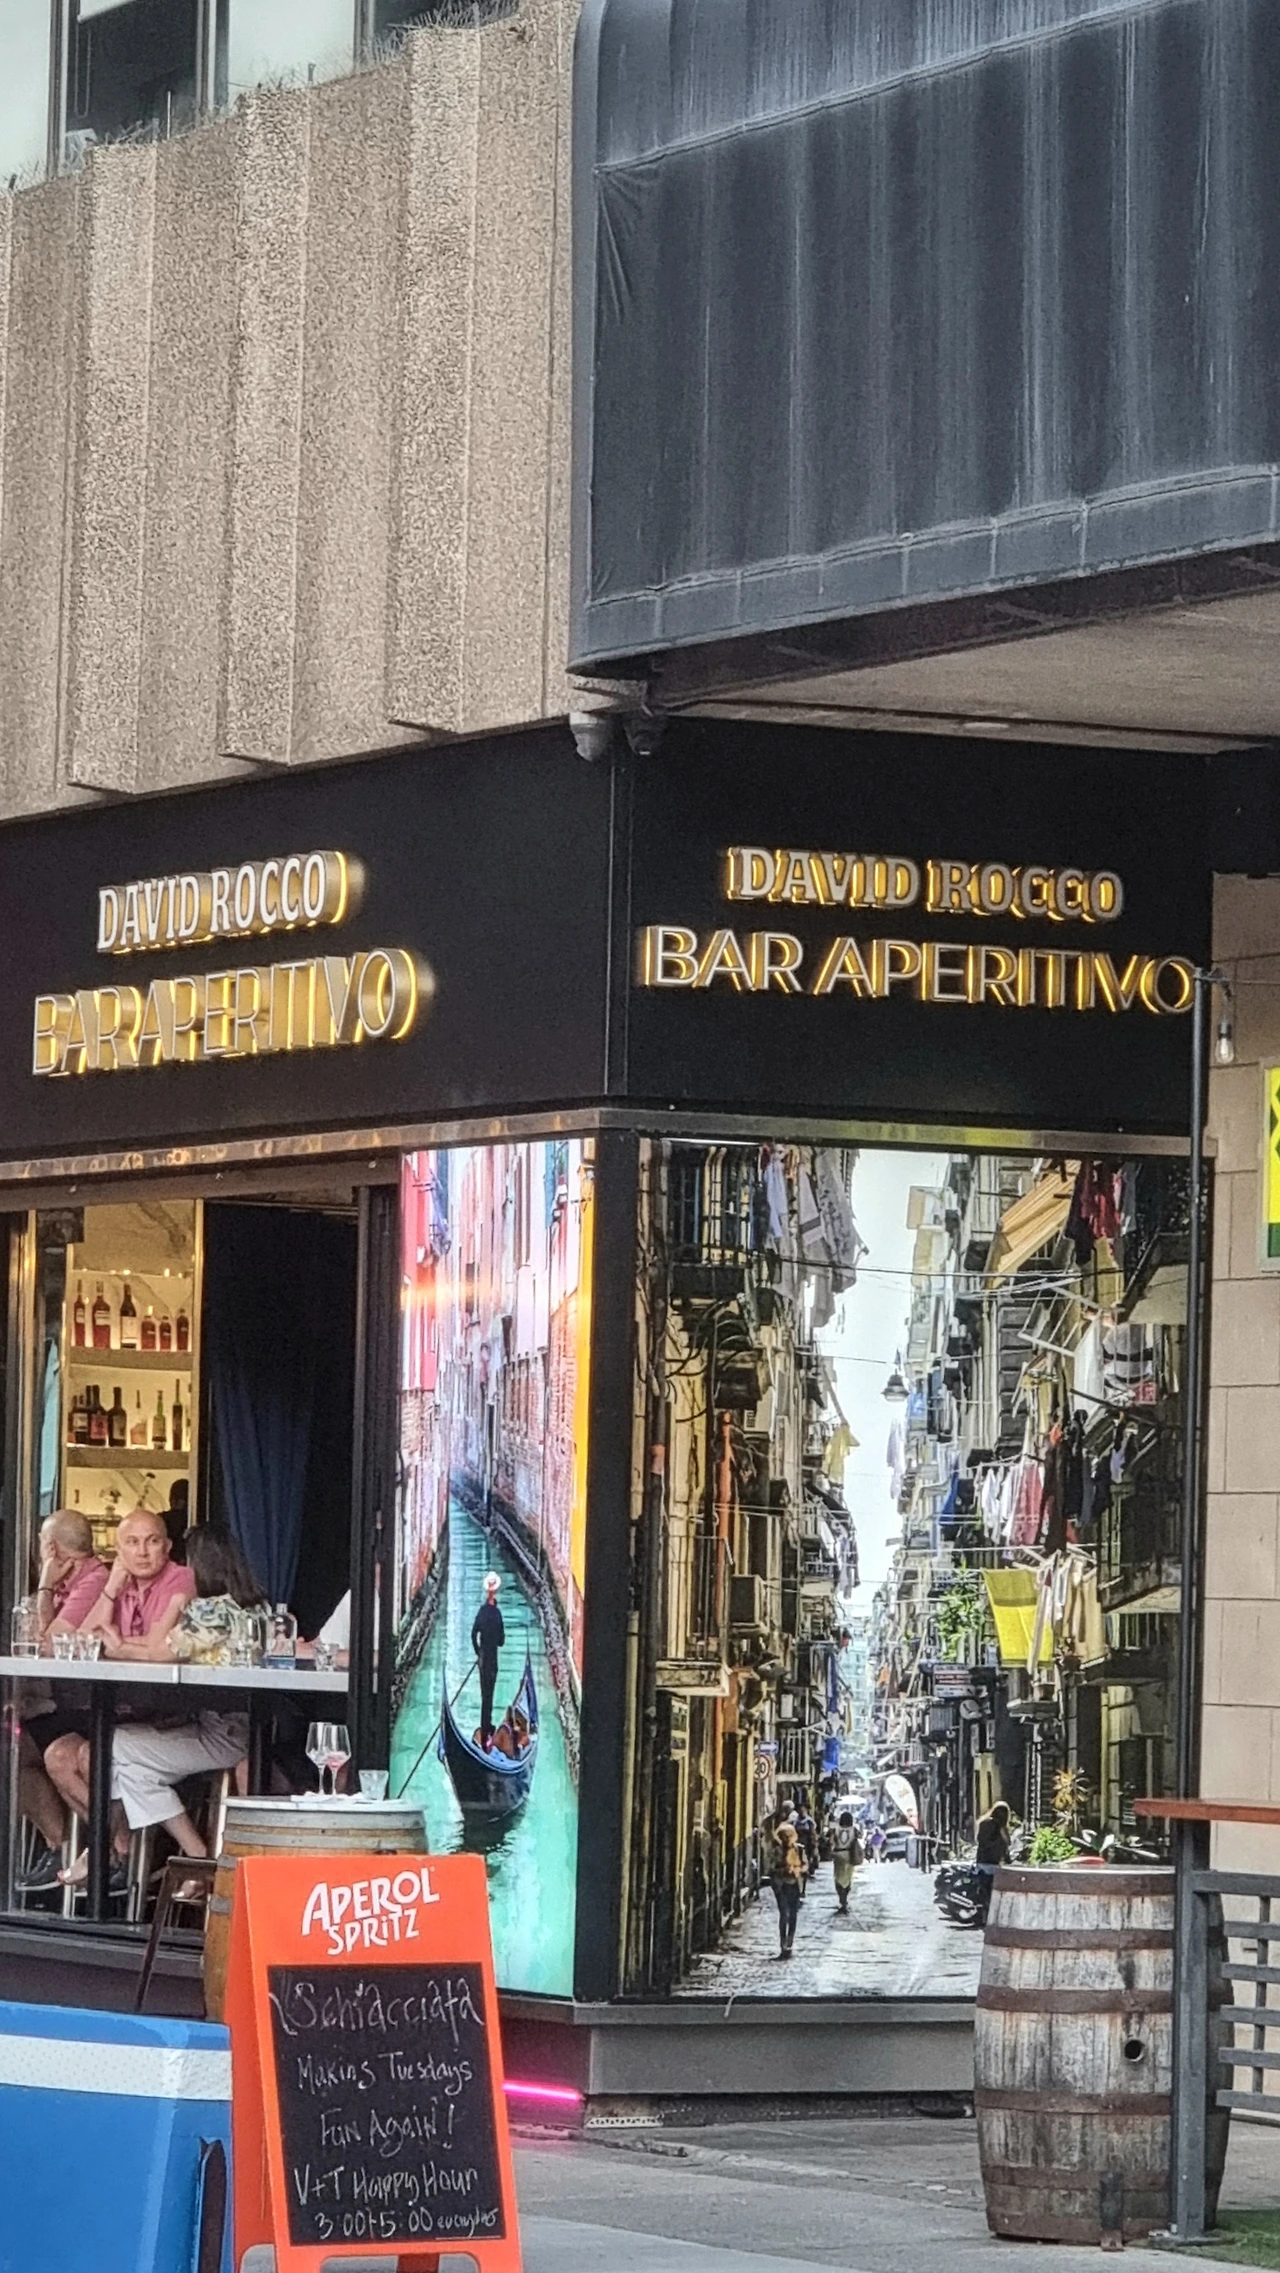 DAVID ROCCO
BAR APERITIVO
DAVID ROCCO
BAR APERITIVO
APEROL
SPRITZ
Schiacciata
Making Tuesdays
Fun Again!
V+T Happy Hour
3:00-5:00 everyday